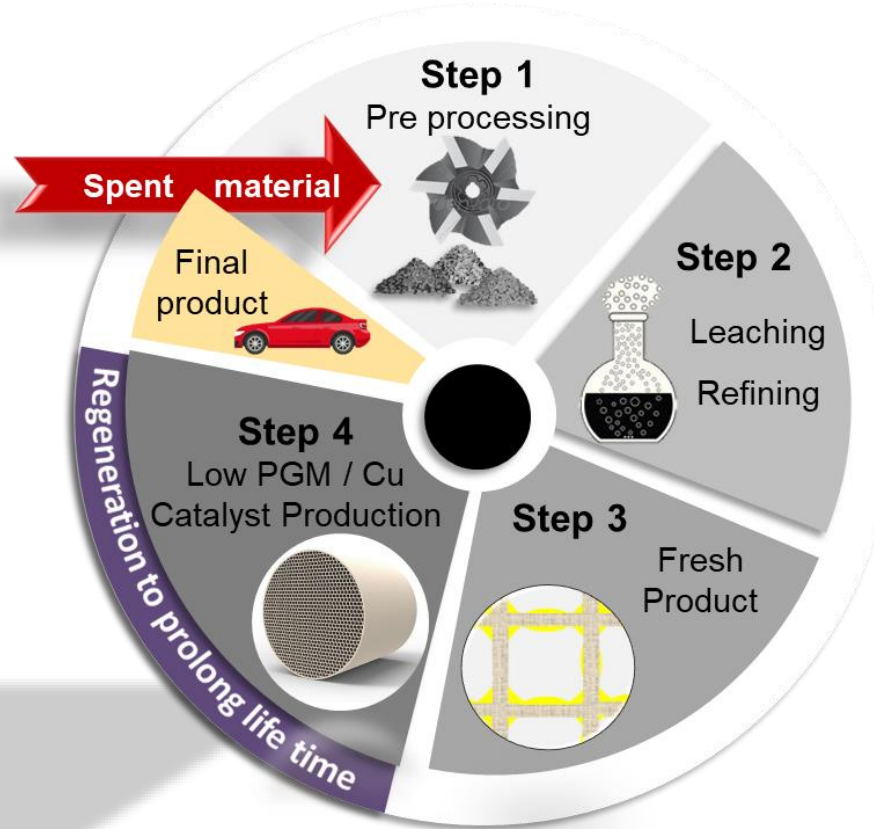 Step 1
Pre processing
Spent material
Final
product
Step 2
Leaching
Refining
Step 3
Fresh
Product
Step 4
Low PGM / Cu
Catalyst Production
Regeneration to prolong life time